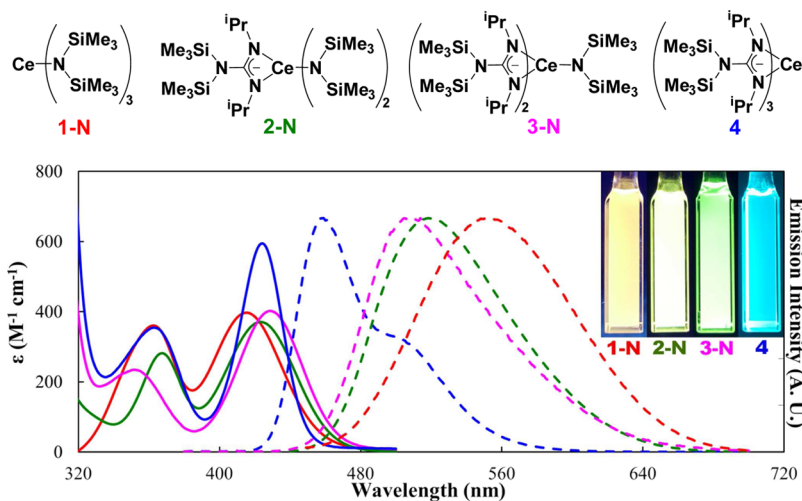 Ce N SiMe3 SiMe3 3
1-N
Me3Si Me3Si N iPr N N iPr Ce N SiMe3 SiMe3 2
2-N
Me3Si Me3Si N iPr N N iPr 2 Ce N SiMe3 SiMe3
3-N
Me3Si Me3Si N iPr N N iPr 3 Ce
4
800
600
400
200
0
ε (M-1 cm-1)
320 400 480 560 640 720
Wavelength (nm)
Emission Intensity (A. U.)
1-N 2-N 3-N 4